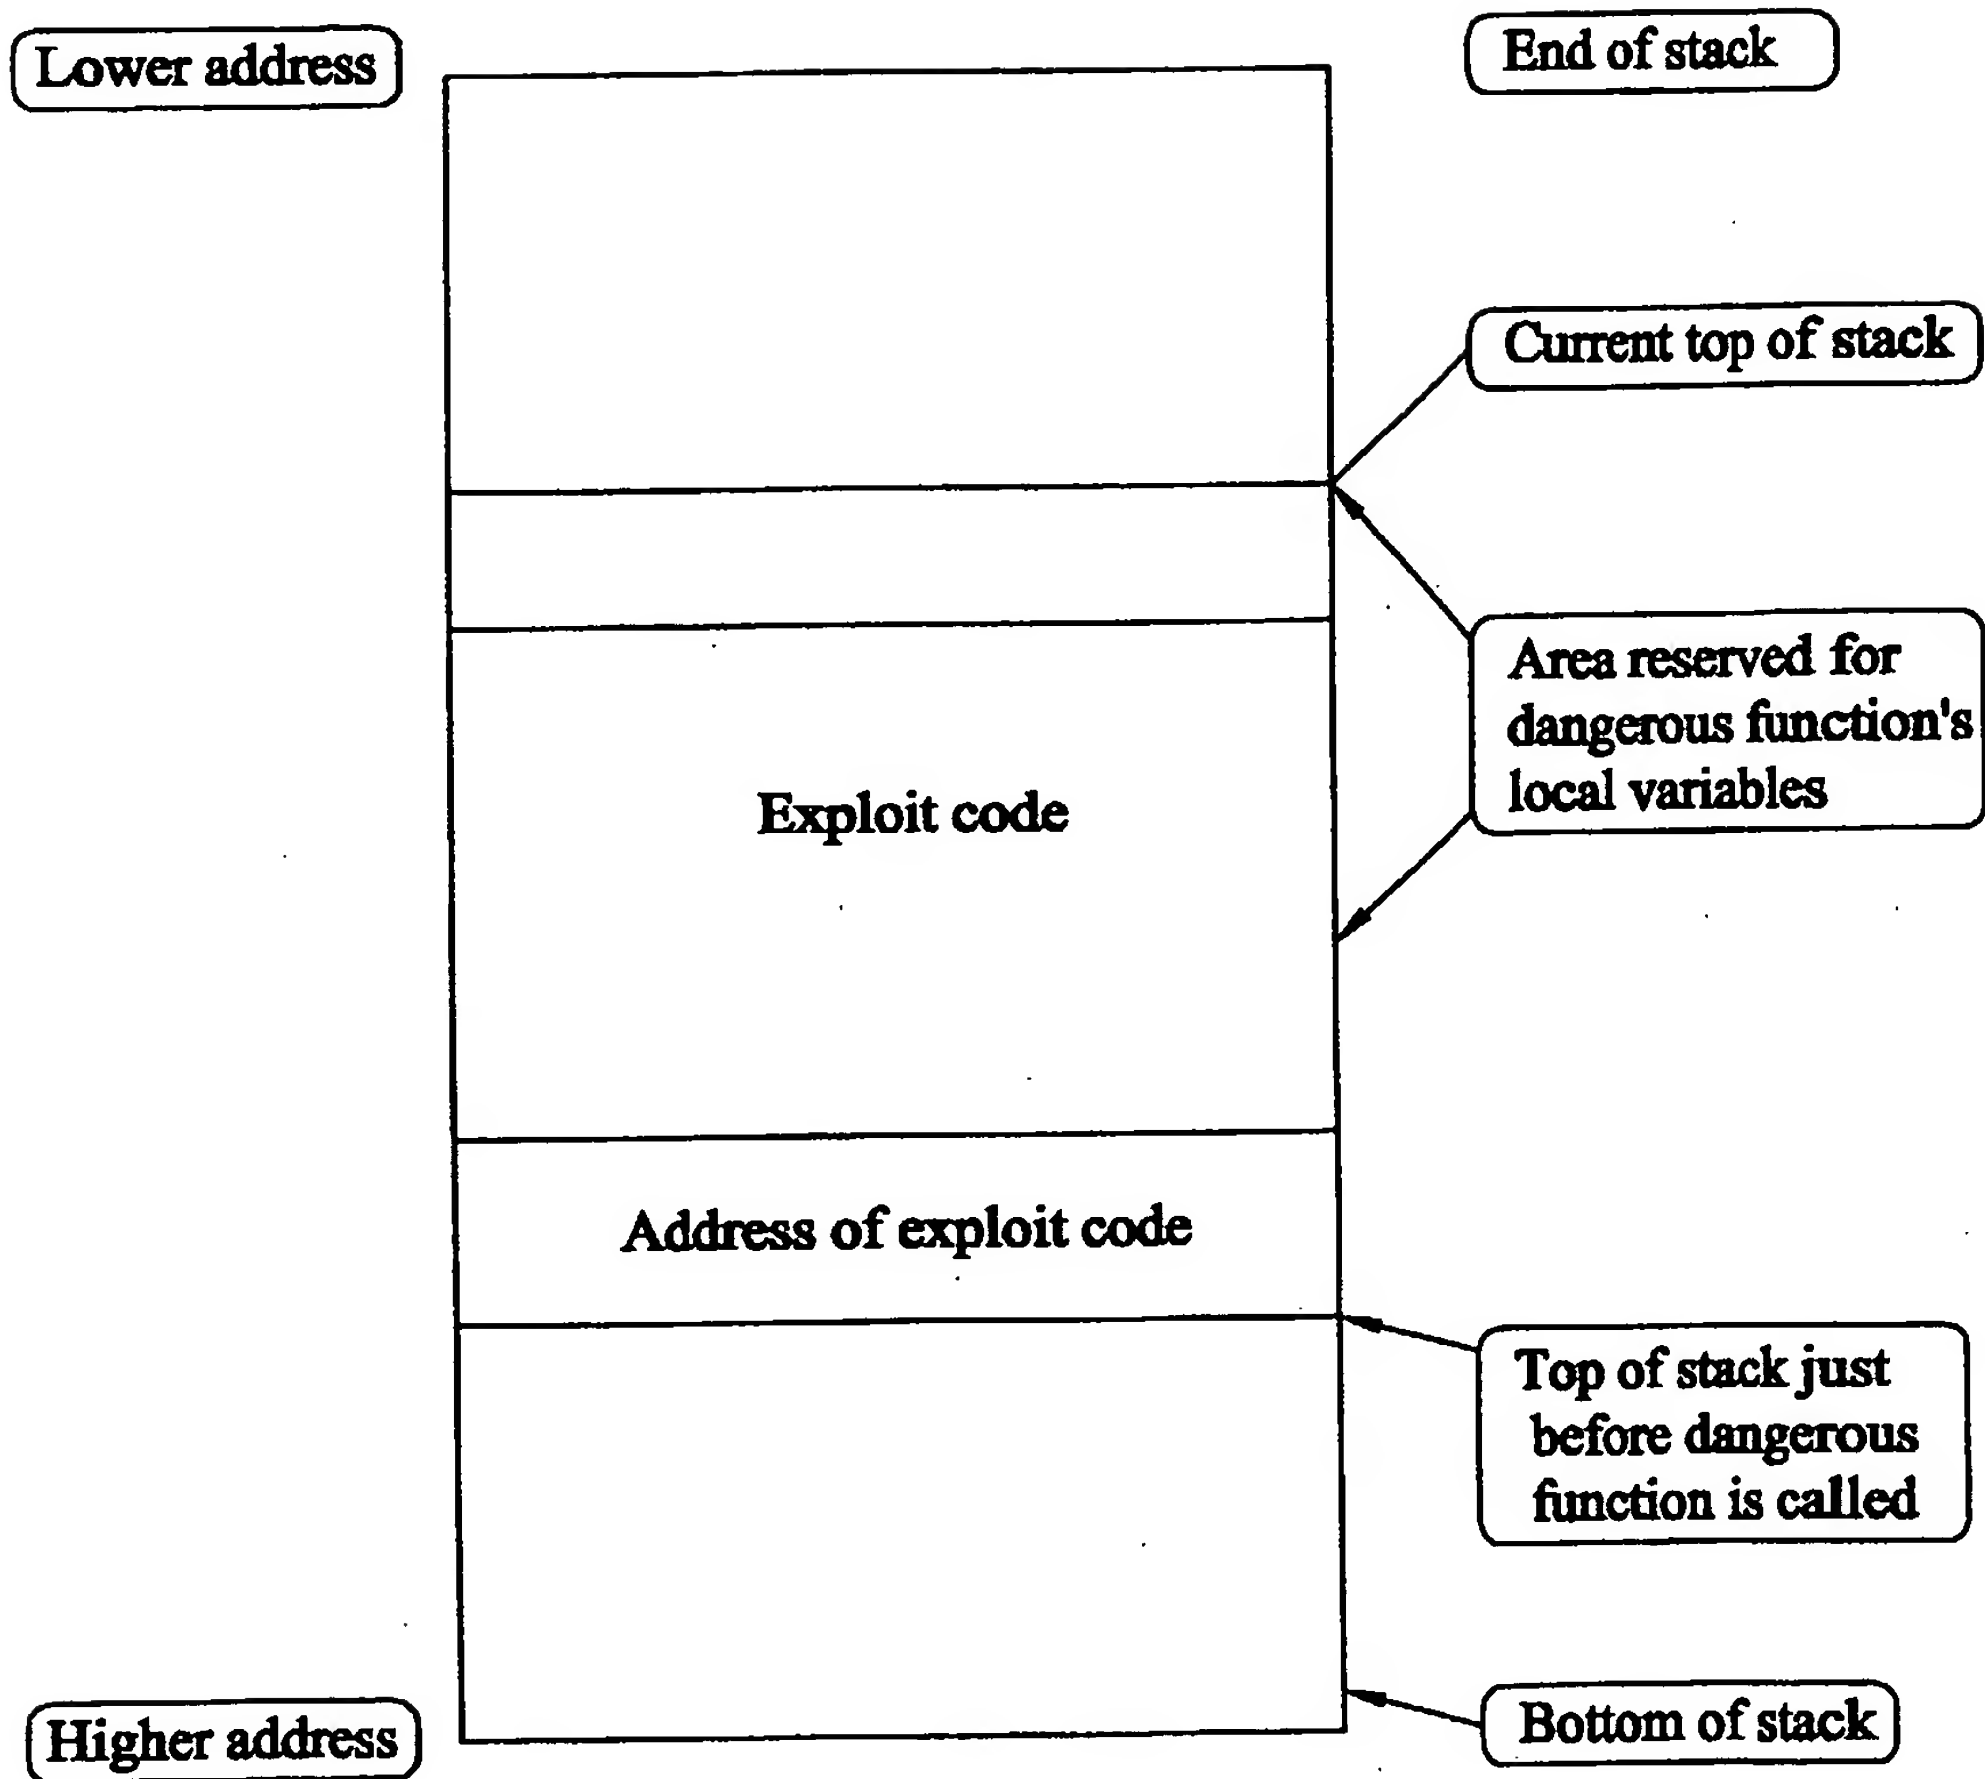 Lower address
End of stack
Current top of stack
Area reserved for
dangerous function's
local variables
Exploit code
Address of exploit code
Top of stack just
before dangerous
function is called
Higher address
Bottom of stack